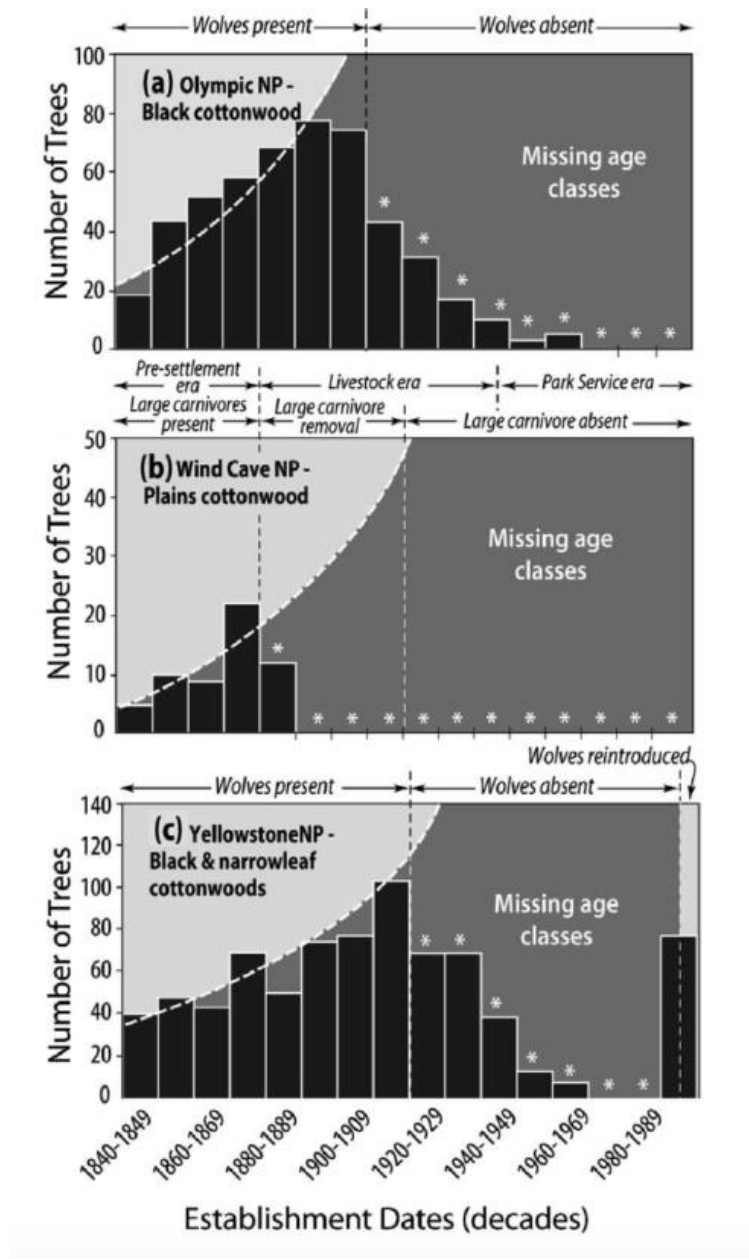 Wolves present Wolves absent
100
(a) Olympic NP -
Black cottonwood
80
60
40
20
0
Number of Trees
Missing age
classes
* * * * * * * * *
Pre-settlement
era
Livestock era
Park Service era
Large carnivores
present
Large carnivore
removal
Large carnivore absent
50
(b) Wind Cave NP -
Plains cottonwood
40
30
20
10
0
Number of Trees
Missing age
classes
* * * * * * * * * * * *
Wolves reintroduced
Wolves present Wolves absent
140
(c) YellowstoneNP -
Black & narrowleaf
cottonwoods
120
100
80
60
40
20
0
Number of Trees
Missing age
classes
* * * * * * *
1840-1849 1860-1869 1880-1889 1900-1909 1920-1929 1940-1949 1960-1969 1980-1989
Establishment Dates (decades)